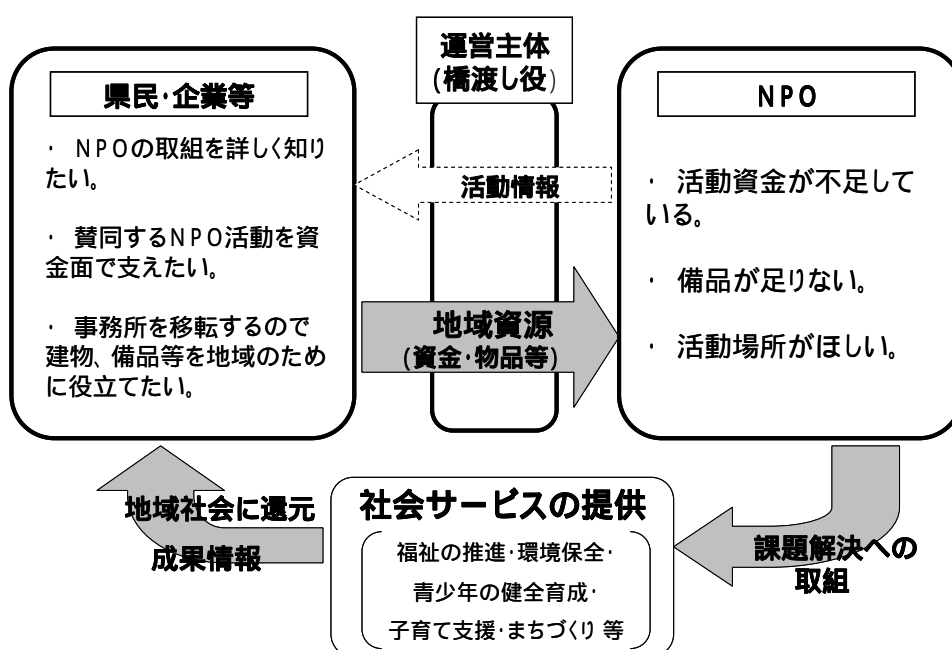 運営主体
(橋渡し役)
県民・企業等
・ NPOの取組を詳しく知り
たい。
・ 賛同するNPO活動を資
金面で支えたい。
・ 事務所を移転するので
建物、備品等を地域のため
に役立てたい。
活動情報
地域資源
(資金・物品等)
NPO
・ 活動資金が不足して
いる。
・ 備品が足りない。
・ 活動場所がほしい。
地域社会に還元
成果情報
社会サービスの提供
福祉の推進・環境保全・
青少年の健全育成・
子育て支援・まちづくり 等
課題解決への
取組